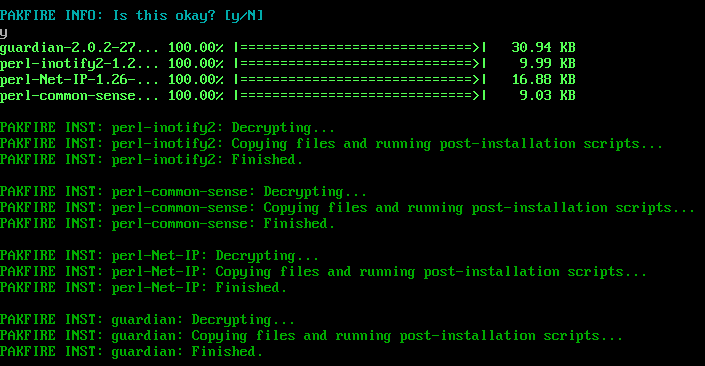 PAKFIRE INFO: Is this okay? [y/N]
y
guardian-2.0.2-27... 100.00% |=============================>|   30.94 KB
perl-inotify2-1.2... 100.00% |=============================>|    9.99 KB
perl-Net-IP-1.26-... 100.00% |=============================>|   16.88 KB
perl-common-sense... 100.00% |=============================>|    9.03 KB
PAKFIRE INST: perl-inotify2: Decrypting...
PAKFIRE INST: perl-inotify2: Copying files and running post-installation scripts...
PAKFIRE INST: perl-inotify2: Finished.
PAKFIRE INST: perl-common-sense: Decrypting...
PAKFIRE INST: perl-common-sense: Copying files and running post-installation scripts...
PAKFIRE INST: perl-common-sense: Finished.
PAKFIRE INST: perl-Net-IP: Decrypting...
PAKFIRE INST: perl-Net-IP: Copying files and running post-installation scripts...
PAKFIRE INST: perl-Net-IP: Finished.
PAKFIRE INST: guardian: Decrypting...
PAKFIRE INST: guardian: Copying files and running post-installation scripts...
PAKFIRE INST: guardian: Finished.